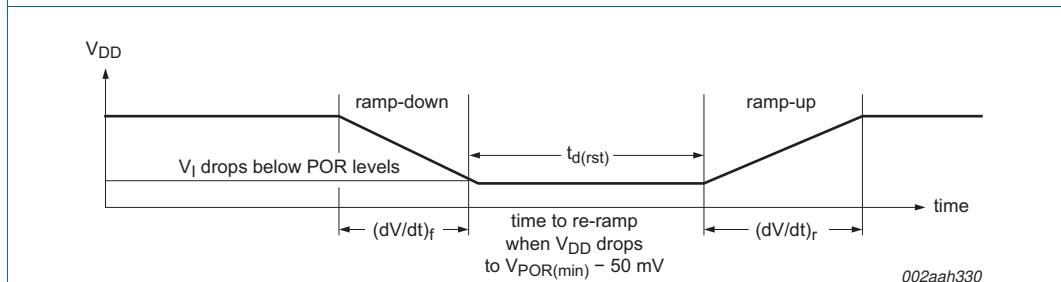 VDD
ramp-down
ramp-up
td(rst)
VI drops below POR levels
time
(dV/dt)f
time to re-ramp
when VDD drops
to VPOR(min) − 50 mV
(dV/dt)r
002aah330